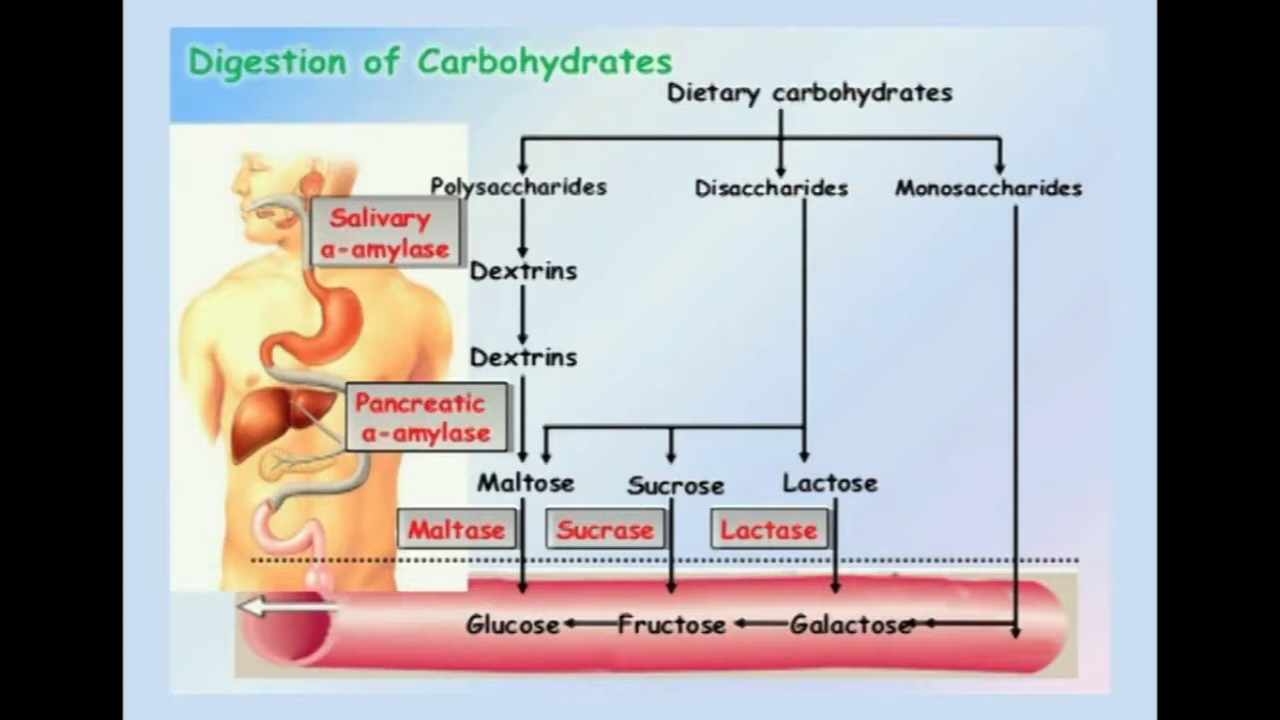 Digestion of Carbohydrates
Dietary carbohydrates
Polysaccharides
Disaccharides
Monosaccharides
Salivary
α-amylase
Dextrins
Dextrins
Pancreatic
α-amylase
Maltose
Sucrose
Lactose
Maltase
Sucrase
Lactase
Glucose
Fructose
Galactose